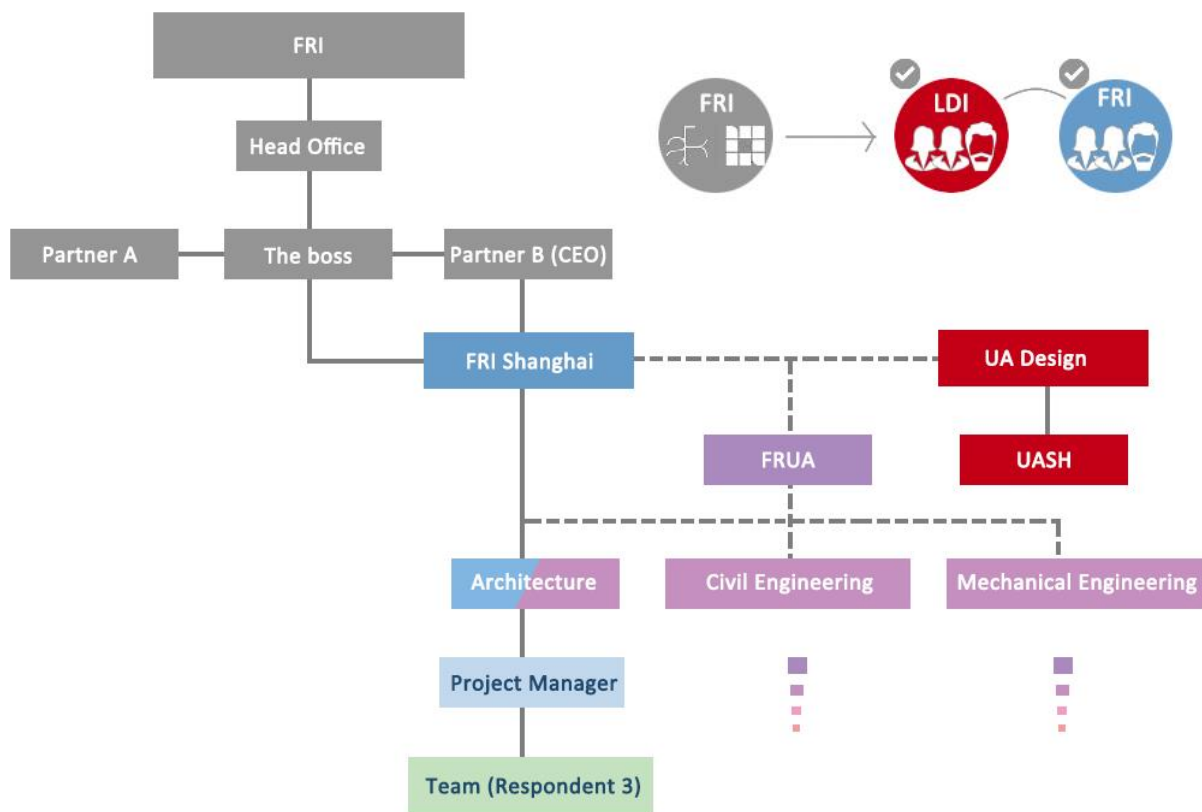 FRI
Head Office
Partner A
The boss
Partner B (CEO)
FRI
LDI
FRI
FRI Shanghai
UA Design
FRUA
UASH
Architecture
Civil Engineering
Mechanical Engineering
Project Manager
Team (Respondent 3)